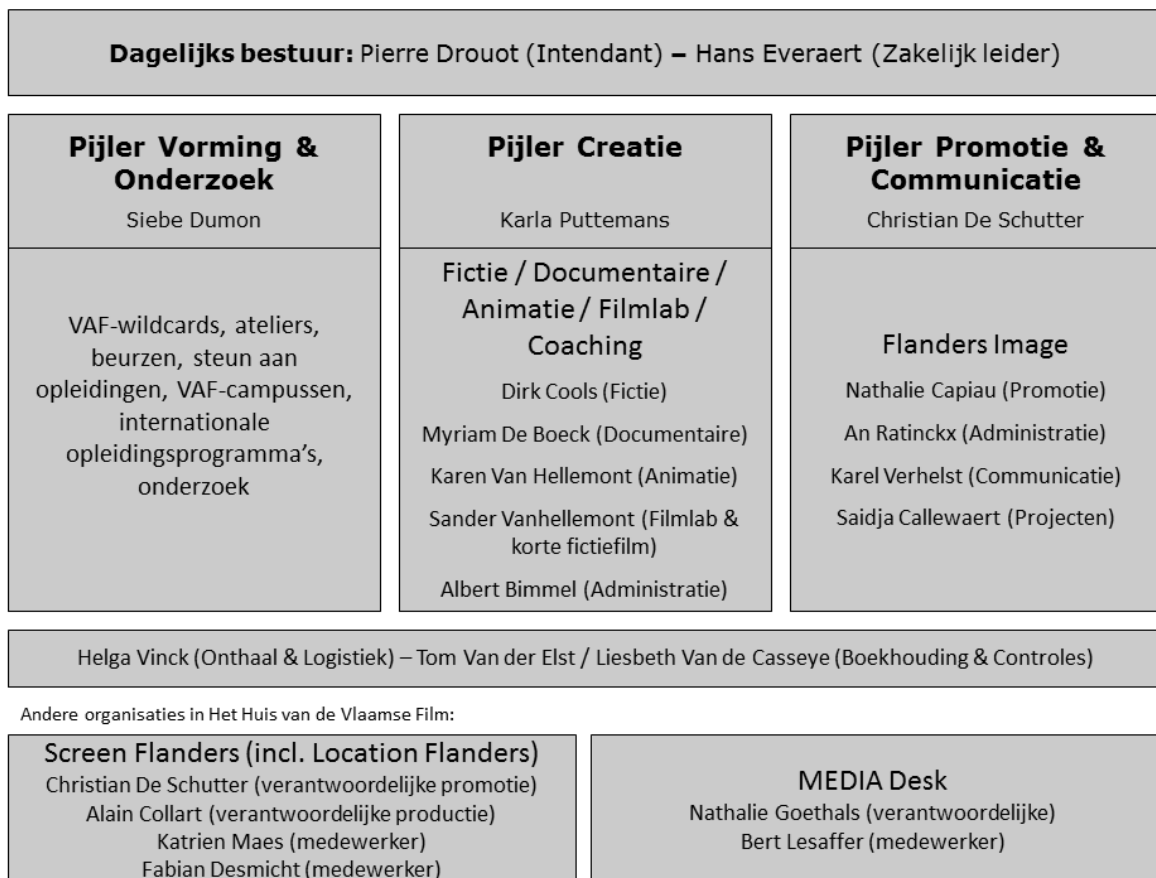 Dagelijks bestuur: Pierre Drouot (Intendant) – Hans Everaert (Zakelijk leider)
Pijler Vorming &
Onderzoek
Siebe Dumon
VAF-wildcards, ateliers,
beurzen, steun aan
opleidingen, VAF-campussen,
internationale
opleidingsprogramma's,
onderzoek
Pijler Creatie
Karla Puttemans
Fictie / Documentaire /
Animatie / Filmlab /
Coaching
Dirk Cools (Fictie)
Myriam De Boeck (Documentaire)
Karen Van Hellemont (Animatie)
Sander Vanhellemont (Filmlab &
korte fictiefilm)
Albert Bimmel (Administratie)
Pijler Promotie &
Communicatie
Christian De Schutter
Flanders Image
Nathalie Capiau (Promotie)
An Ratinckx (Administratie)
Karel Verhelst (Communicatie)
Saidja Callewaert (Projecten)
Helga Vinck (Onthaal & Logistiek) – Tom Van der Elst / Liesbeth Van de Casseye (Boekhouding & Controles)
Andere organisaties in Het Huis van de Vlaamse Film:
Screen Flanders (incl. Location Flanders)
Christian De Schutter (verantwoordelijke promotie)
Alain Collart (verantwoordelijke productie)
Katrien Maes (medewerker)
Fabian Desmicht (medewerker)
MEDIA Desk
Nathalie Goethals (verantwoordelijke)
Bert Lesaffer (medewerker)